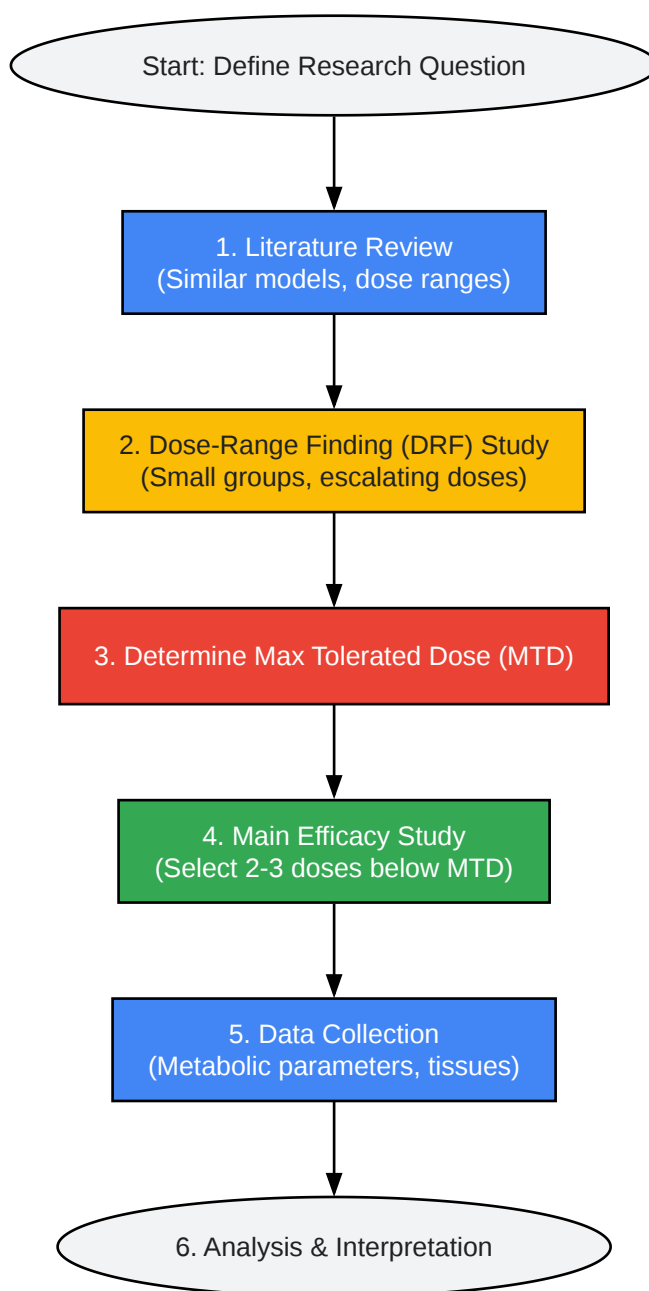 Start: Define Research Question
1. Literature Review
(Similar models, dose ranges)
2. Dose-Range Finding (DRF) Study
(Small groups, escalating doses)
3. Determine Max Tolerated Dose (MTD)
4. Main Efficacy Study
(Select 2-3 doses below MTD)
5. Data Collection
(Metabolic parameters, tissues)
6. Analysis & Interpretation